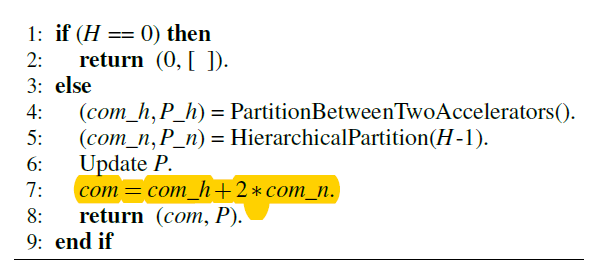 1: if (H == 0) then
2: return (0, [ ]).
3: else
4: (com_h,P_h) = PartitionBetweenTwoAccelerators().
5: (com_n,P_n) = HierarchicalPartition(H-1).
6: Update P.
7: com = com_h+2*com_n.
8: return (com, P).
9: end if